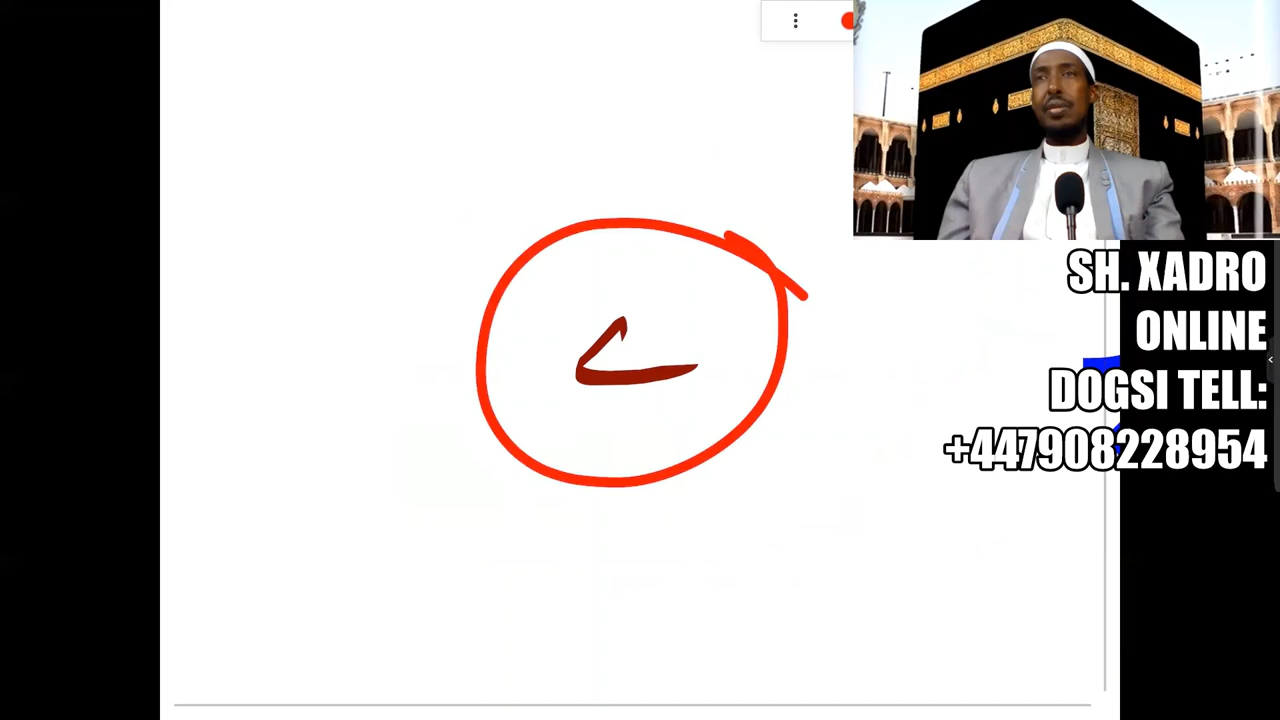 ۦ
SH. XADRO
ONLINE
DOGSI TELL:
+447908228954